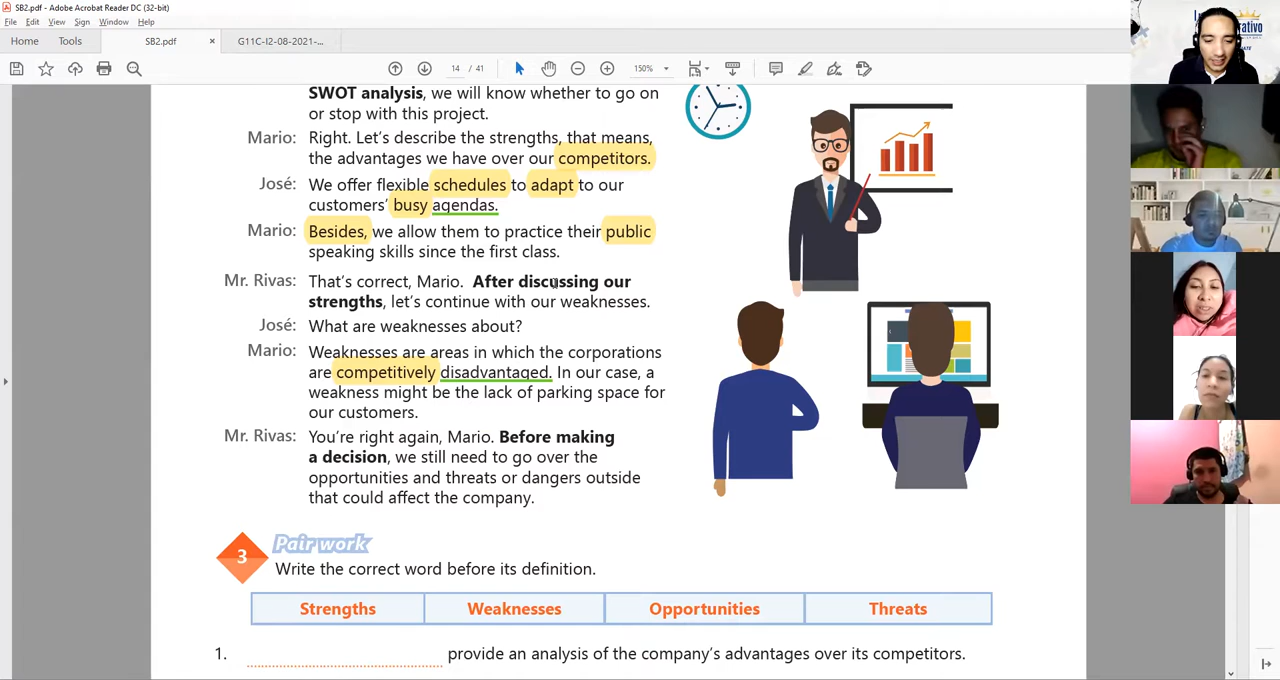 SB2.pdf - Adobe Acrobat Reader DC (32-bit)
File Edit View Sign Window Help
Home Tools SB2.pdf × G11C-I2-08-2021-...
14 / 41 150%
SWOT analysis, we will know whether to go on
or stop with this project.
Mario: Right. Let's describe the strengths, that means,
the advantages we have over our competitors.
José: We offer flexible schedules to adapt to our
customers' busy agendas.
Mario: Besides, we allow them to practice their public
speaking skills since the first class.
Mr. Rivas: That's correct, Mario. After discussing our
strengths, let's continue with our weaknesses.
José: What are weaknesses about?
Mario: Weaknesses are areas in which the corporations
are competitively disadvantaged. In our case, a
weakness might be the lack of parking space for
our customers.
Mr. Rivas: You're right again, Mario. Before making
a decision, we still need to go over the
opportunities and threats or dangers outside
that could affect the company.
3 Pair work
Write the correct word before its definition.
Strengths Weaknesses Opportunities Threats
1. provide an analysis of the company's advantages over its competitors.